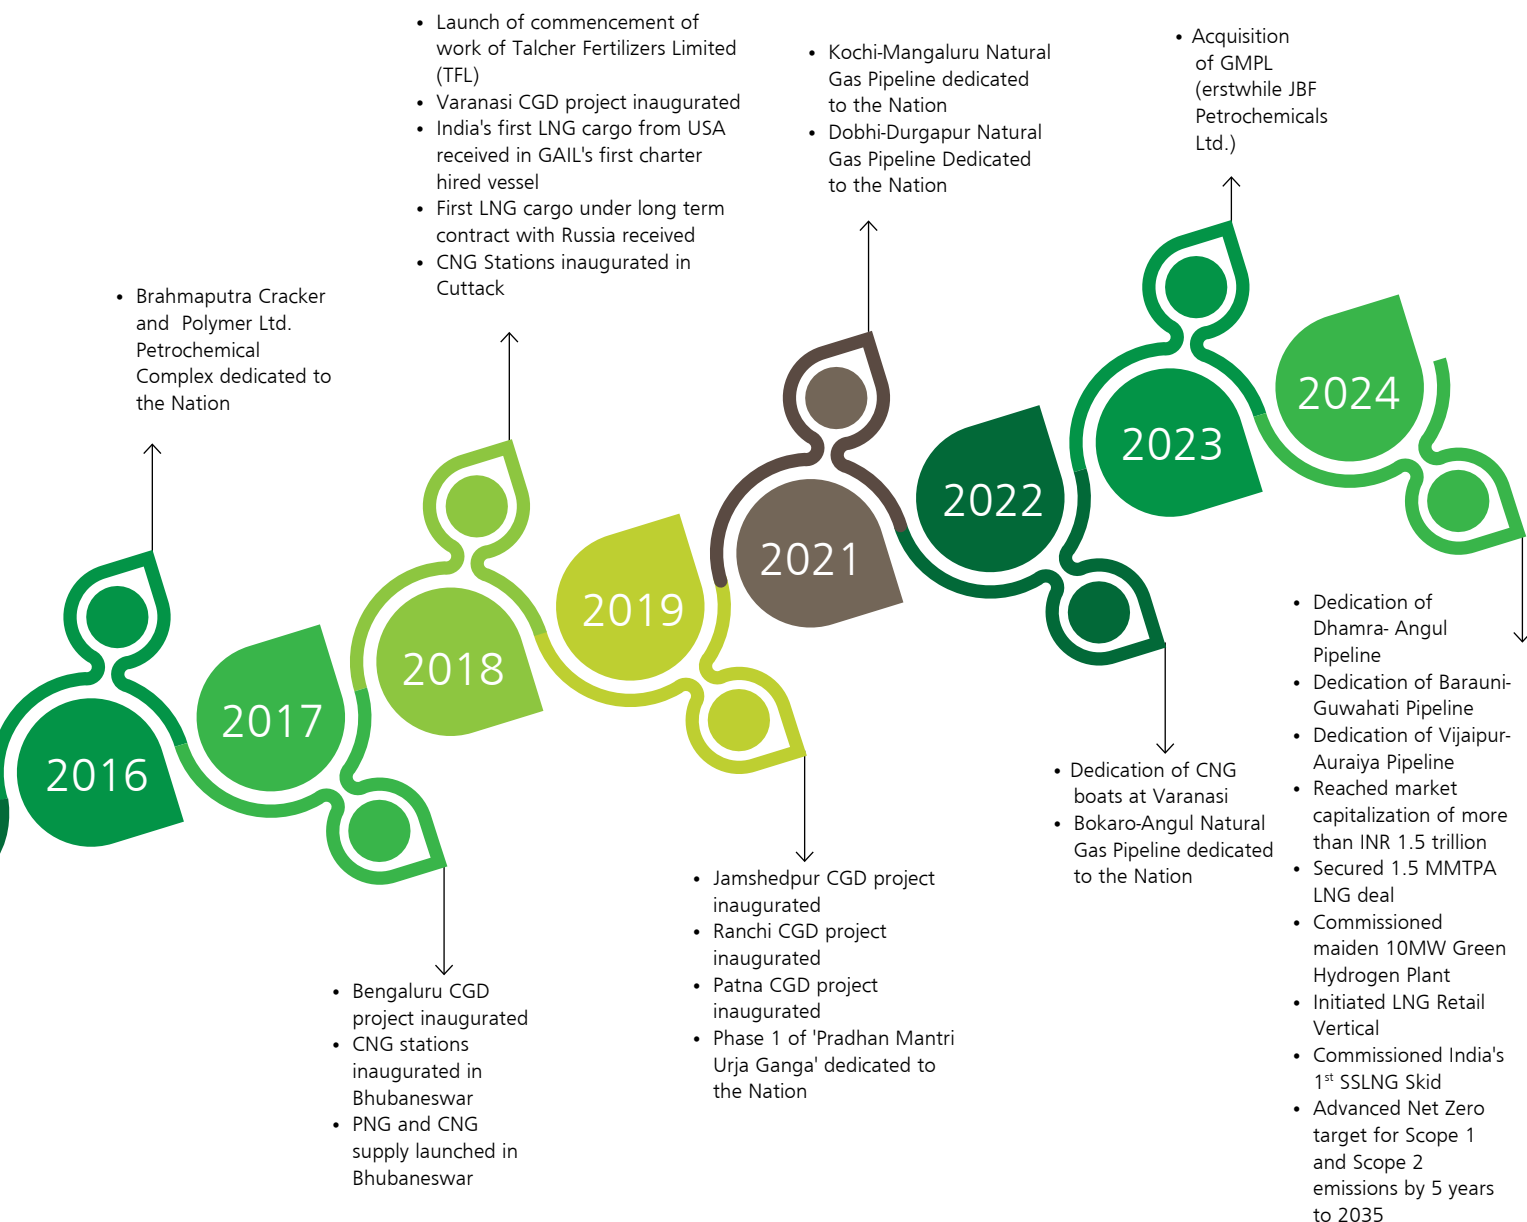 2016
• Brahmaputra Cracker
and Polymer Ltd.
Petrochemical
Complex dedicated to
the Nation
2017
• Bengaluru CGD
project inaugurated
• CNG stations
inaugurated in
Bhubaneswar
• PNG and CNG
supply launched in
Bhubaneswar
2018
• Launch of commencement of
work of Talcher Fertilizers Limited
(TFL)
• Varanasi CGD project inaugurated
• India's first LNG cargo from USA
received in GAIL's first charter
hired vessel
• First LNG cargo under long term
contract with Russia received
• CNG Stations inaugurated in
Cuttack
2019
• Jamshedpur CGD project
inaugurated
• Ranchi CGD project
inaugurated
• Patna CGD project
inaugurated
• Phase 1 of 'Pradhan Mantri
Urja Ganga' dedicated to
the Nation
2021
• Kochi-Mangaluru Natural
Gas Pipeline dedicated
to the Nation
• Dobhi-Durgapur Natural
Gas Pipeline Dedicated
to the Nation
2022
• Dedication of CNG
boats at Varanasi
• Bokaro-Angul Natural
Gas Pipeline dedicated
to the Nation
2023
• Acquisition
of GMPL
(erstwhile JBF
Petrochemicals
Ltd.)
2024
• Dedication of
Dhamra- Angul
Pipeline
• Dedication of Barauni-
Guwahati Pipeline
• Dedication of Vijaipur-
Auraiya Pipeline
• Reached market
capitalization of more
than INR 1.5 trillion
• Secured 1.5 MMTPA
LNG deal
• Commissioned
maiden 10MW Green
Hydrogen Plant
• Initiated LNG Retail
Vertical
• Commissioned India's
1st SSLNG Skid
• Advanced Net Zero
target for Scope 1
and Scope 2
emissions by 5 years
to 2035